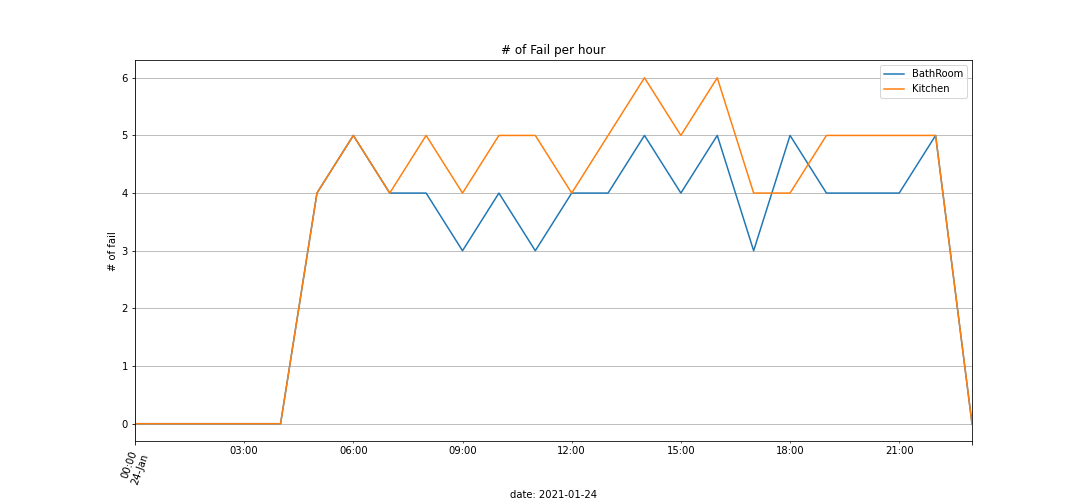 # of Fail per hour
BathRoom
Kitchen
6
5
4
3
2
1
0
# of fail
00:00
24-Jan
03:00
06:00
09:00
12:00
15:00
18:00
21:00
date: 2021-01-24